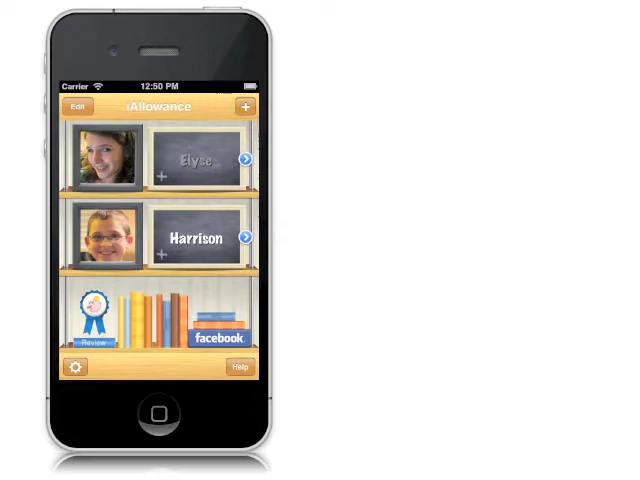 Carrier 12:50 PM
Edit iAllowance +
Elyse
Harrison
Review facebook
Help